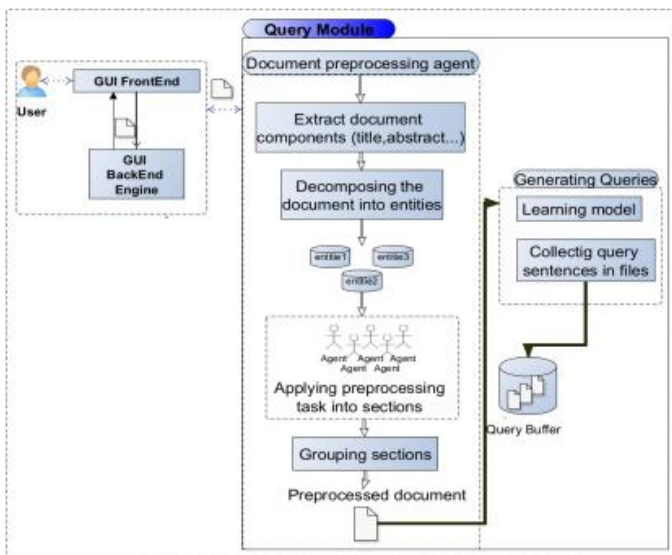 Query Module
User
GUI FrontEnd
GUI
BackEnd
Engine
Document preprocessing agent
Extract document
components (title,abstract...)
Decomposing the
document into entities
entitie1
entitie3
entitie2
Agent Agent Agent
Agent Agent
Applying preprocessing
task into sections
Grouping sections
Preprocessed document
Generating Queries
Learning model
Collectig query
sentences in files
Query Buffer